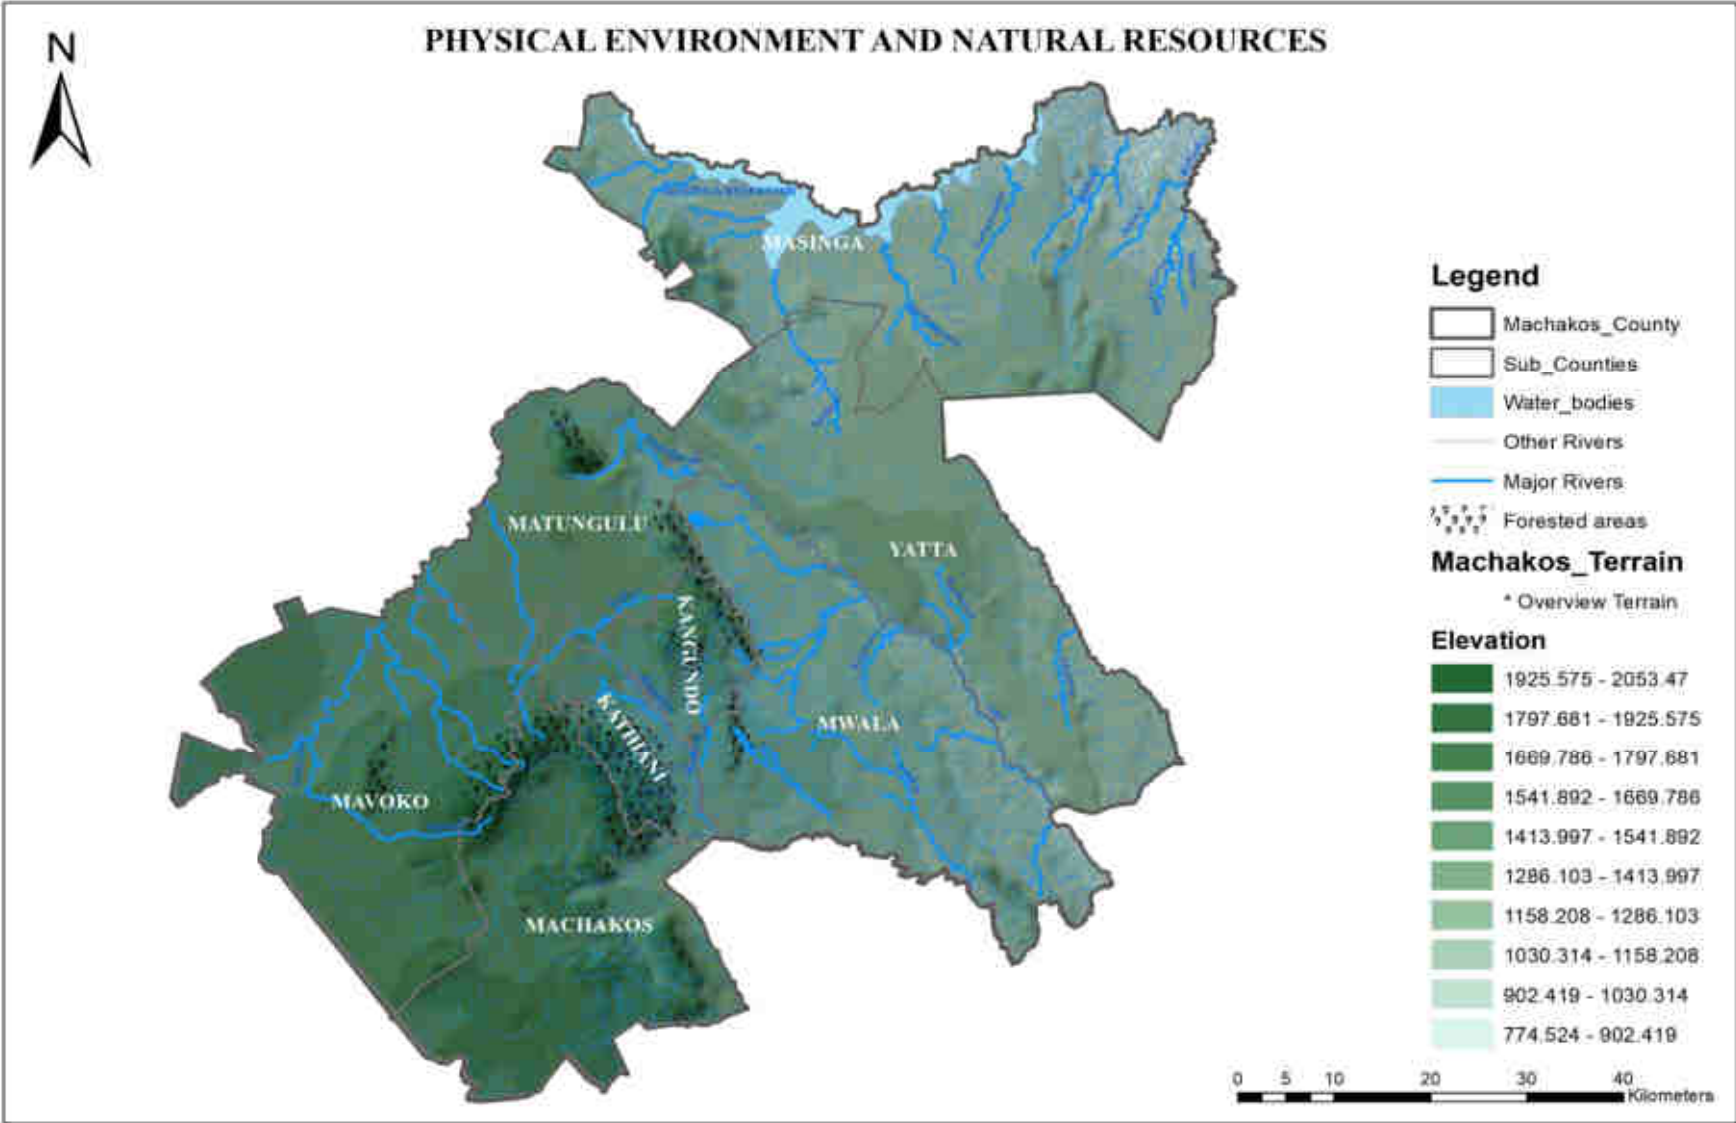 PHYSICAL ENVIRONMENT AND NATURAL RESOURCES
N
MASINGA
MATUNGULU
YATTA
KANGUNDO
KATHIANI
MWALA
MAVOKO
MACHAKOS
Legend
Machakos_County
Sub_Counties
Water_bodies
Other Rivers
Major Rivers
Forested areas
Machakos_Terrain
* Overview Terrain
Elevation
1925.575 - 2053.47
1797.681 - 1925.575
1669.786 - 1797.681
1541.892 - 1669.786
1413.997 - 1541.892
1286.103 - 1413.997
1158.208 - 1286.103
1030.314 - 1158.208
902.419 - 1030.314
774.524 - 902.419
0 5 10 20 30 40
Kilometers